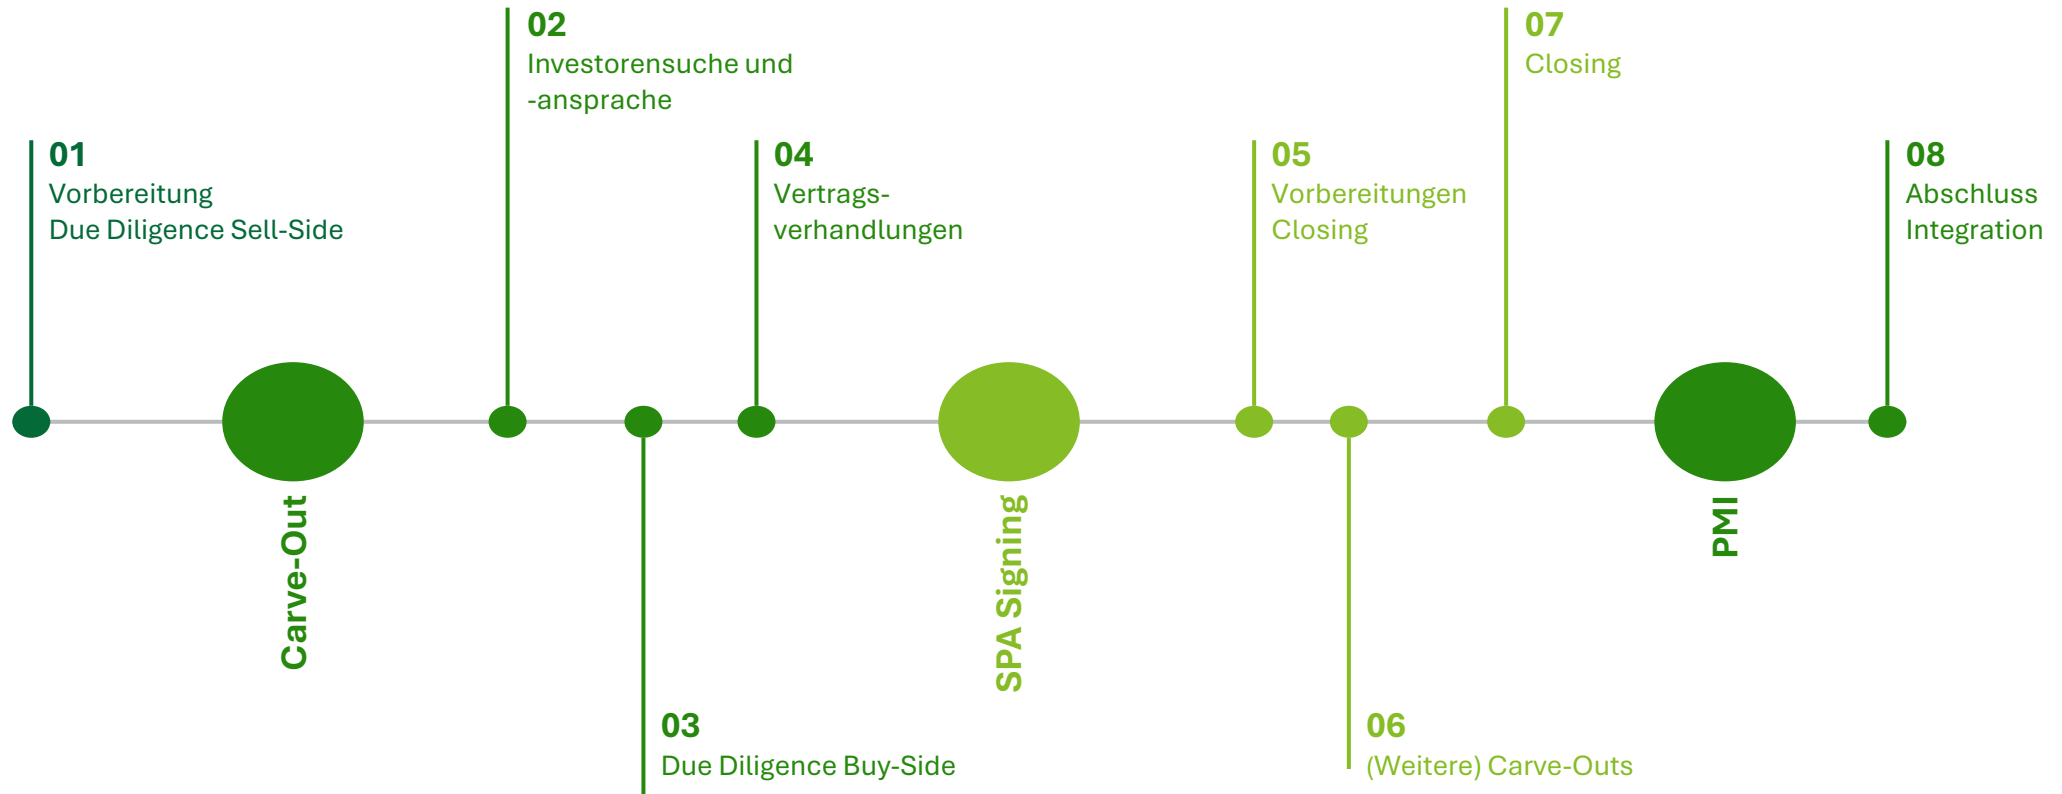 01
Vorbereitung
Due Diligence Sell-Side
Carve-Out
02
Investorensuche und
-ansprache
03
Due Diligence Buy-Side
04
Vertrags-
verhandlungen
SPA Signing
05
Vorbereitungen
Closing
06
(Weitere) Carve-Outs
07
Closing
PMI
08
Abschluss
Integration